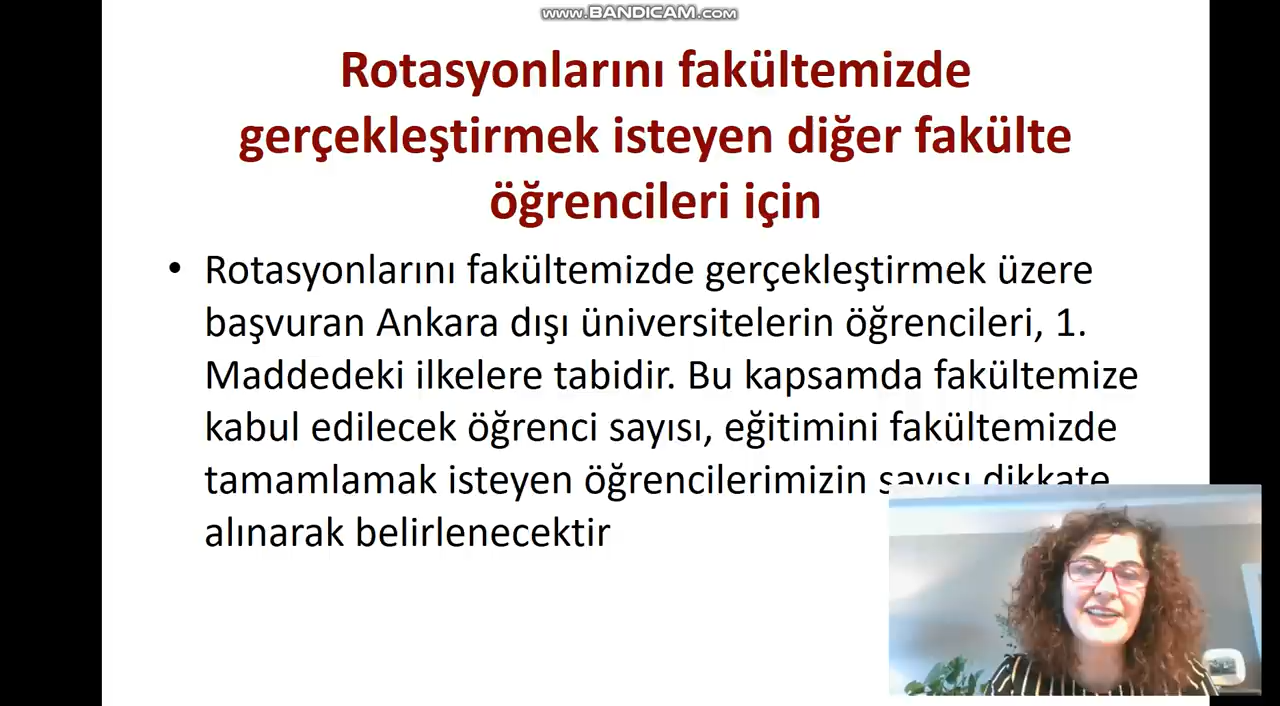 www.BANDICAM.com
Rotasyonlarını fakültemizde
gerçekleştirmek isteyen diğer fakülte
öğrencileri için
• Rotasyonlarını fakültemizde gerçekleştirmek üzere
başvuran Ankara dışı üniversitelerin öğrencileri, 1.
Maddedeki ilkelere tabidir. Bu kapsamda fakültemize
kabul edilecek öğrenci sayısı, eğitimini fakültemizde
tamamlamak isteyen öğrencilerimizin sayısı dikkate
alınarak belirlenecektir